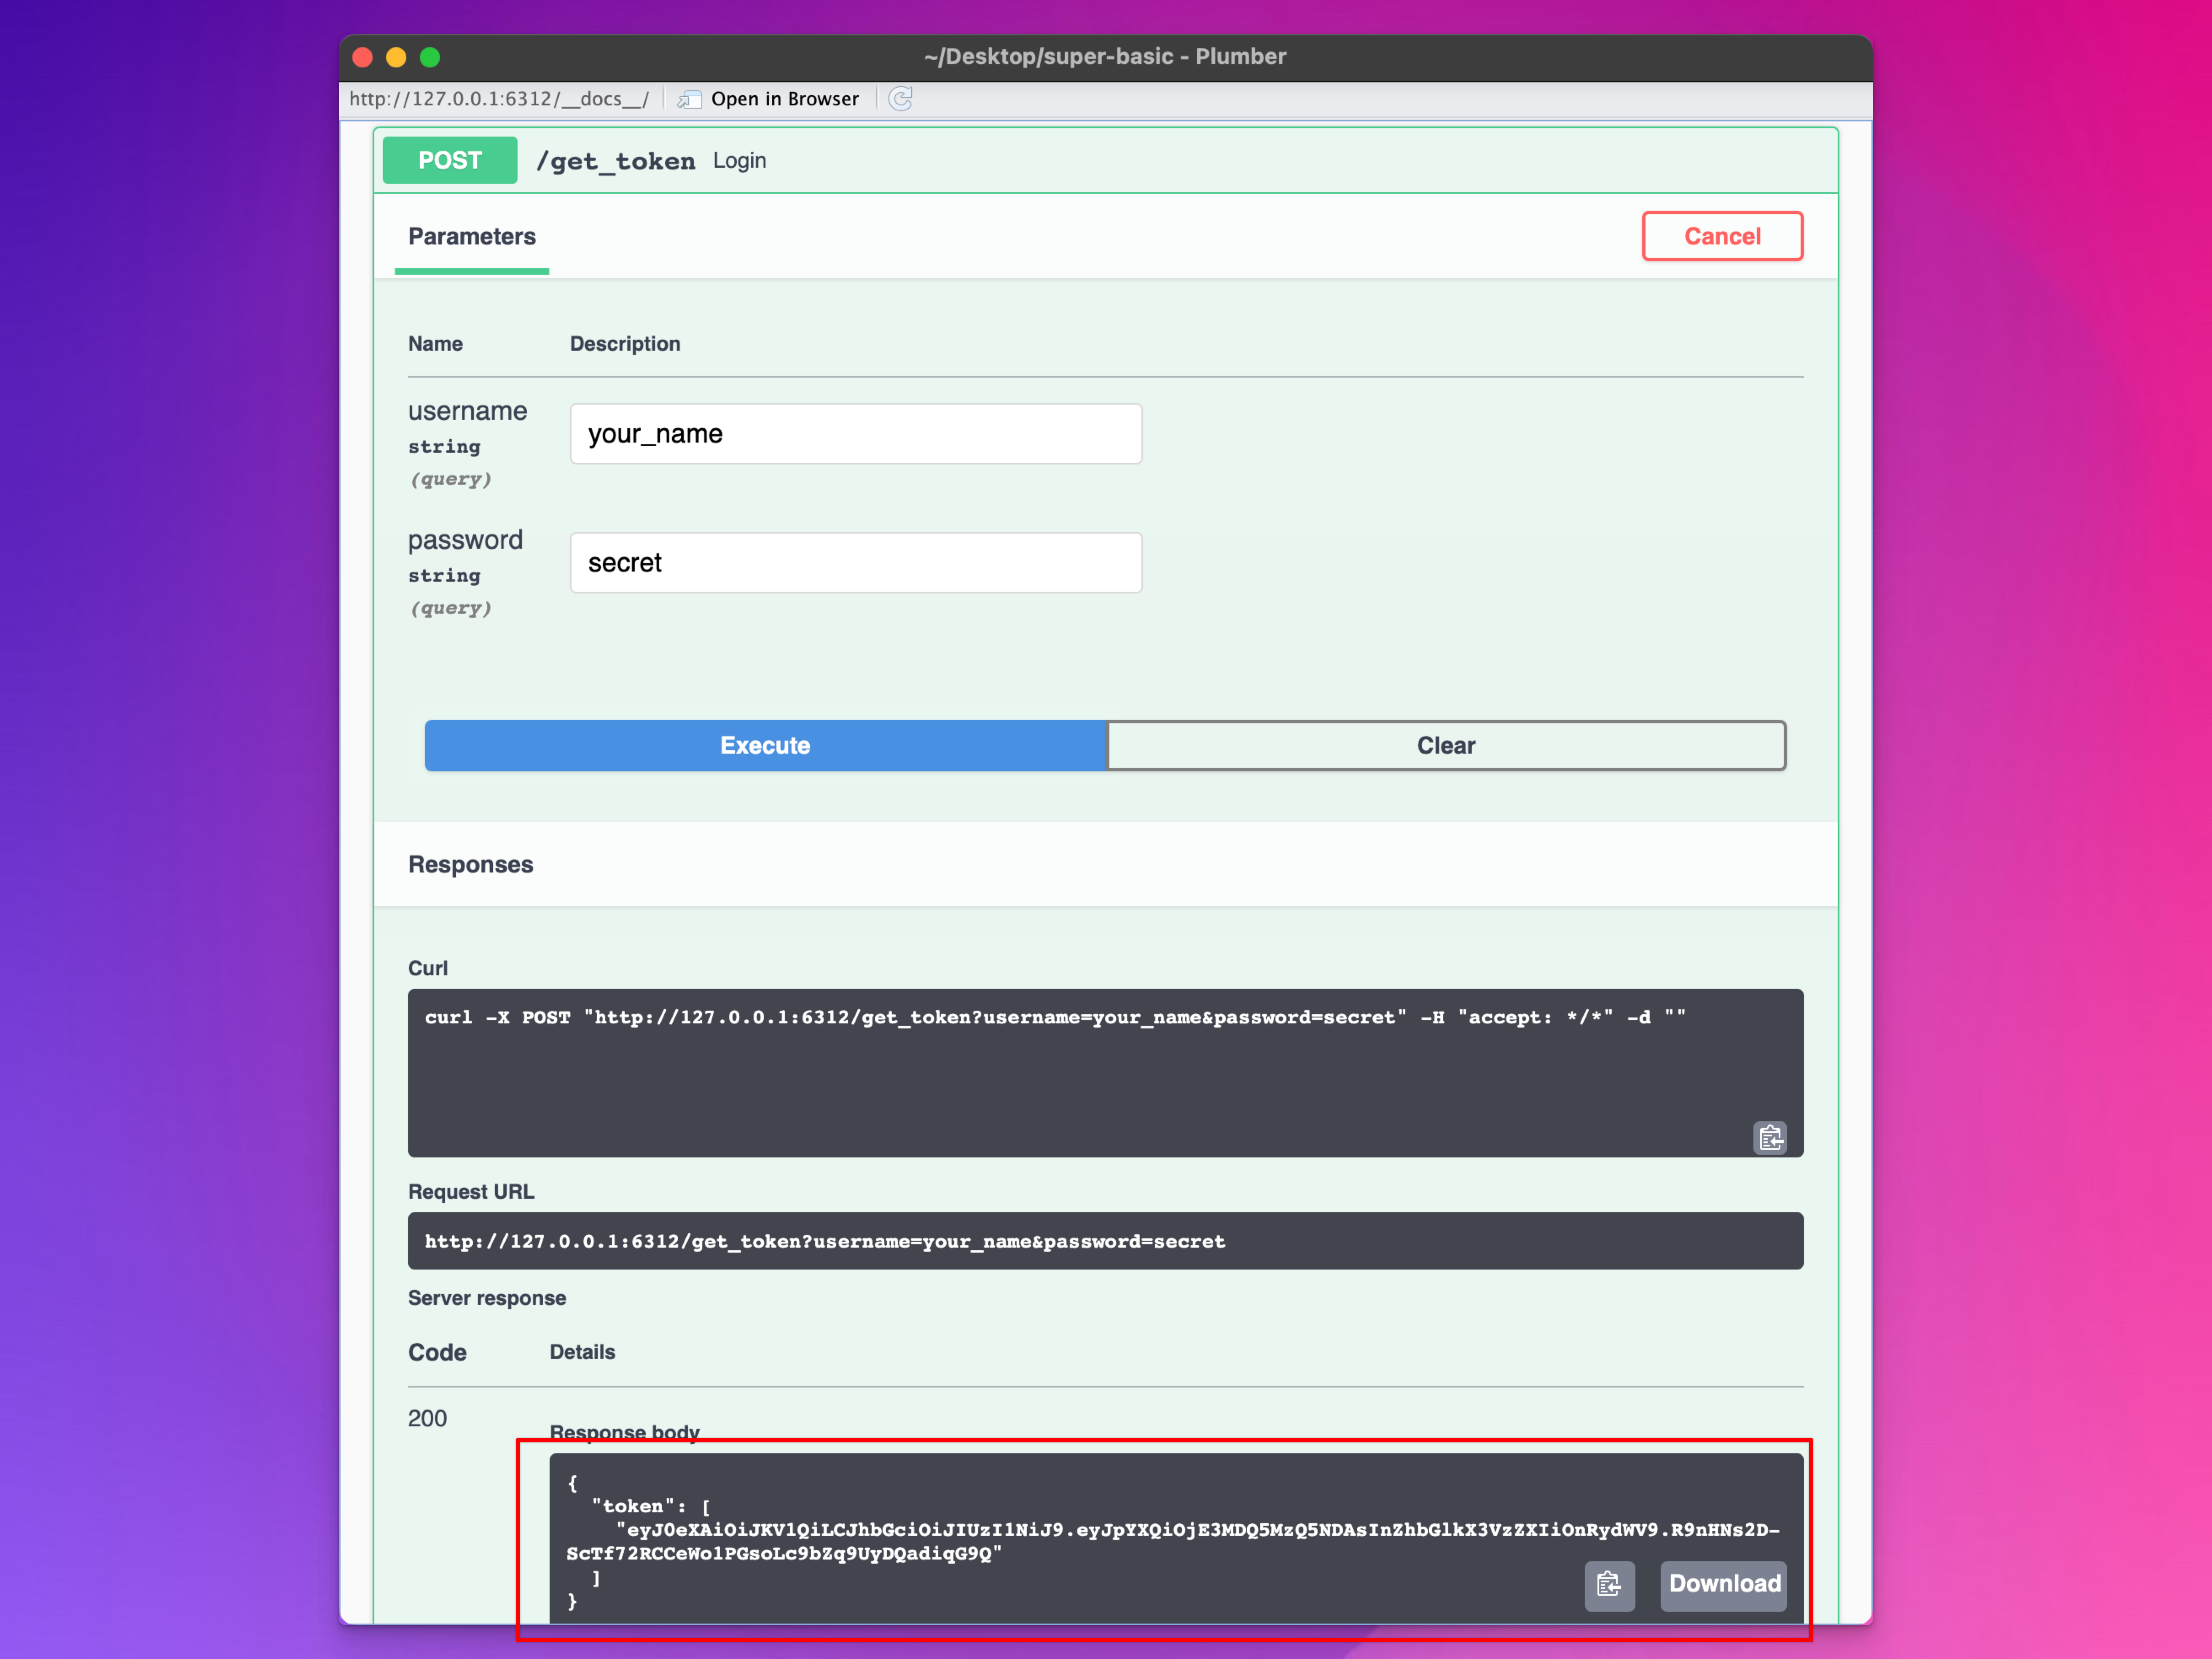 ~/Desktop/super-basic - Plumber
http://127.0.0.1:6312/__docs__/ Open in Browser
POST /get_token Login
Parameters Cancel
Name Description
username your_name
string
(query)
password secret
string
(query)
Execute Clear
Responses
Curl
curl -X POST "http://127.0.0.1:6312/get_token?username=your_name&password=secret" -H "accept: */*" -d ""
Request URL
http://127.0.0.1:6312/get_token?username=your_name&password=secret
Server response
Code Details
200
Response body
{
"token": [
"eyJ0eXAiOiJKV1QiLCJhbGciOiJIUzI1NiJ9.eyJpYXQiOjE3MDQ5MzQ5NDAsInZhbGlkX3VzZXIiOnRydWV9.R9nHNs2D-
ScTf72RCCeWo1PGsoLc9bZq9UyDQadiqG9Q"
]
Download
}